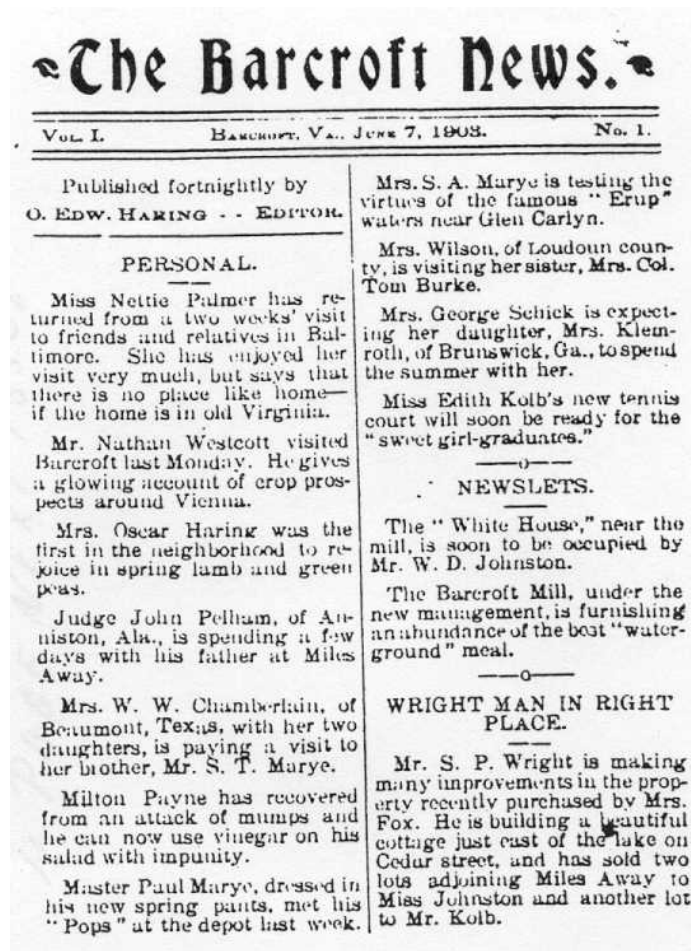 The Barcroft News.
VOL. I. BARCROFT, VA., JUNE 7, 1903. No. 1.
Published fortnightly by
O. EDW. HARING - - EDITOR.
PERSONAL.
Miss Nettie Palmer has re-
turned from a two weeks' visit
to friends and relatives in Bal-
timore. She has enjoyed her
visit very much, but says that
there is no place like home—
if the home is in old Virginia.
Mr. Nathan Westcott visited
Barcroft last Monday. He gives
a glowing account of crop pros-
pects around Vienna.
Mrs. Oscar Haring was the
first in the neighborhood to re-
joice in spring lamb and green
peas.
Judge John Pelham, of An-
niston, Ala., is spending a few
days with his father at Miles
Away.
Mrs. W. W. Chamberlain, of
Beaumont, Texas, with her two
daughters, is paying a visit to
her brother, Mr. S. T. Marye.
Milton Payne has recovered
from an attack of mumps and
he can now use vinegar on his
salad with impunity.
Master Paul Marye, dressed in
his new spring pants, met his
"Pops" at the depot last week.
Mrs. S. A. Marye is testing the
virtues of the famous "Erup"
waters near Glen Carlyn.
Mrs. Wilson, of Loudoun coun-
ty, is visiting her sister, Mrs. Col.
Tom Burke.
Mrs. George Schick is expect-
ing her daughter, Mrs. Klem-
roth, of Brunswick, Ga., to spend
the summer with her.
Miss Edith Kolb's new tennis
court will soon be ready for the
"sweet girl-graduates."
NEWSLETS.
The "White House," near the
mill, is soon to be occupied by
Mr. W. D. Johnston.
The Barcroft Mill, under the
new management, is furnishing
an abundance of the best "water-
ground" meal.
WRIGHT MAN IN RIGHT
PLACE.
Mr. S. P. Wright is making
many improvements in the prop-
erty recently purchased by Mrs.
Fox. He is building a beautiful
cottage just east of the lake on
Cedar street, and has sold two
lots adjoining Miles Away to
Miss Johnston and another lot
to Mr. Kolb.